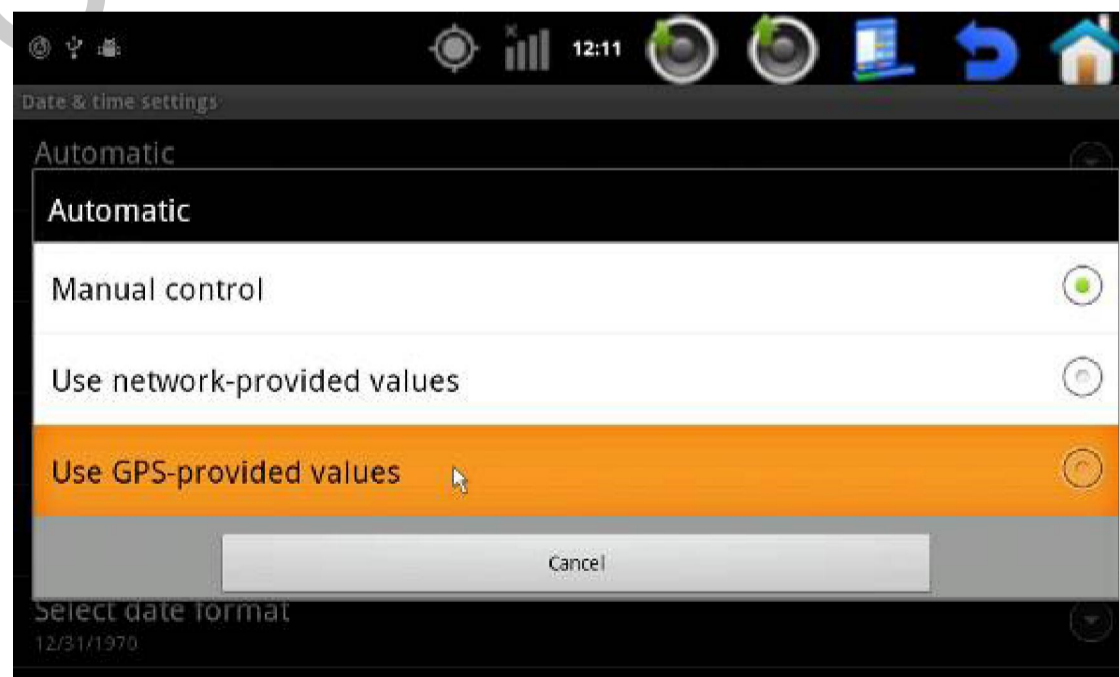 12:11
Date & time settings
Automatic
Automatic
Manual control
Use network-provided values
Use GPS-provided values
Cancel
Select date format
12/31/1970